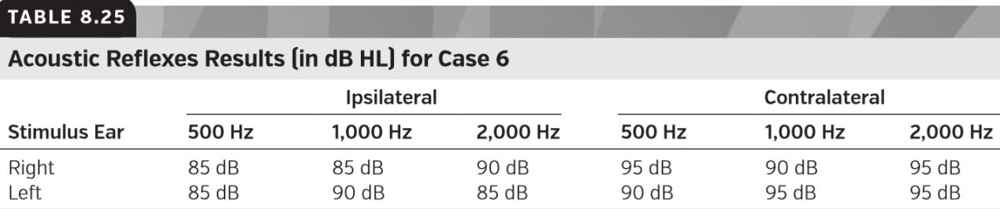 TABLE 8.25
Acoustic Reflexes Results (in dB HL) for Case 6
Ipsilateral Contralateral
Stimulus Ear 500 Hz 1,000 Hz 2,000 Hz 500 Hz 1,000 Hz 2,000 Hz
Right 85 dB 85 dB 90 dB 95 dB 90 dB 95 dB
Left 85 dB 90 dB 85 dB 90 dB 95 dB 95 dB